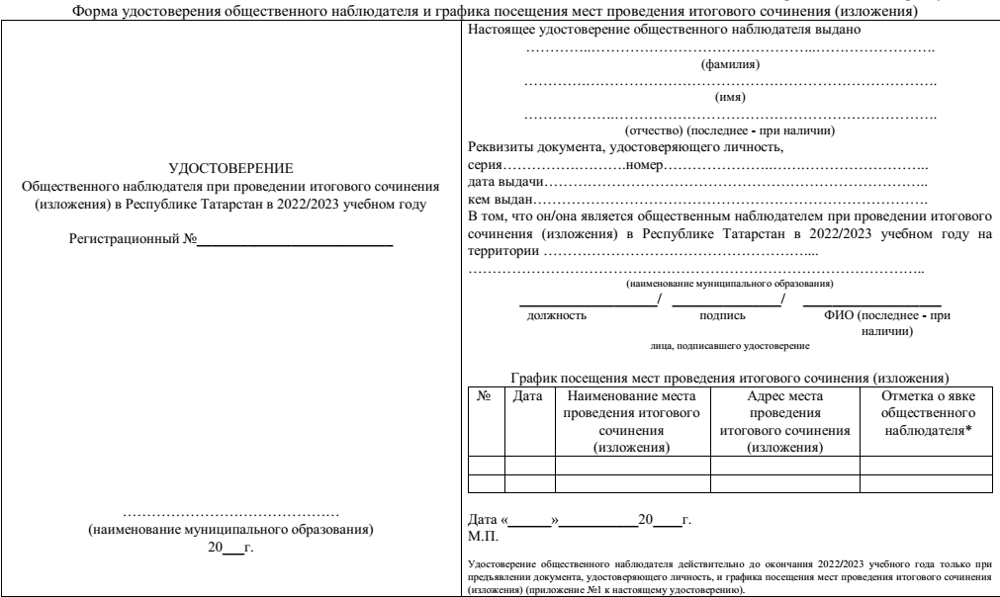 Форма удостоверения общественного наблюдателя и графика посещения мест проведения итогового сочинения (изложения)
УДОСТОВЕРЕНИЕ
Общественного наблюдателя при проведении итогового сочинения
(изложения) в Республике Татарстан в 2022/2023 учебном году
Регистрационный №___________________________
…………………………………………
(наименование муниципального образования)
20___г.
Настоящее удостоверение общественного наблюдателя выдано
…………..…………………………………………..…………………….
(фамилия)
……………………………………………………………………………….
(имя)
………………..…………………………………………………………….
(отчество) (последнее - при наличии)
Реквизиты документа, удостоверяющего личность,
серия…………………….номер………………………………………...
дата выдачи…………………………………………………………………..
кем выдан…………………………………………………………………….
В том, что он/она является общественным наблюдателем при проведении итогового
сочинения (изложения) в Республике Татарстан в 2022/2023 учебном году на
территории ………………………………………………....
………………………………………………………………………………..
(наименование муниципального образования)
___________________/ _______________/ ___________________
должность подпись ФИО (последнее - при
наличии)
лица, подписавшего удостоверение
График посещения мест проведения итогового сочинения (изложения)
№ Дата Наименование места Адрес места Отметка о явке
проведения итогового проведения общественного
сочинения итогового сочинения наблюдателя*
(изложения) (изложения)
Дата «______»___________20____г.
М.П.
Удостоверение общественного наблюдателя действительно до окончания 2022/2023 учебного года только при
предъявлении документа, удостоверяющего личность, и графика посещения мест проведения итогового сочинения
(изложения) (приложение №1 к настоящему удостоверению).